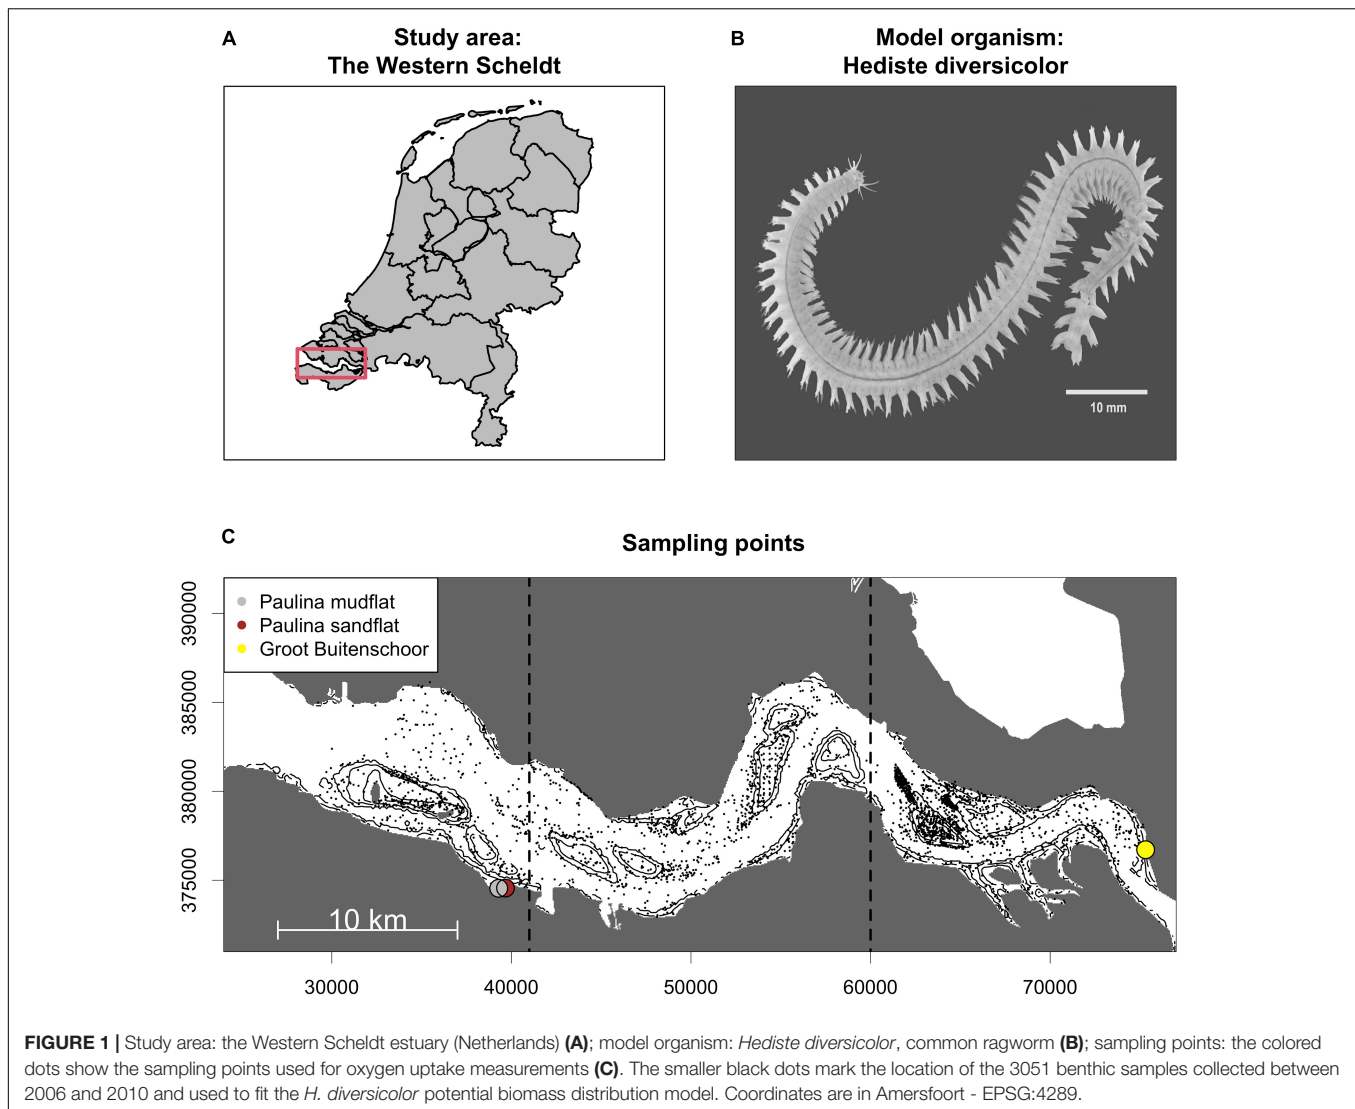 A
Study area:
The Western Scheldt
B
Model organism:
Hediste diversicolor
10 mm
C
Sampling points
390000
385000
380000
375000
Paulina mudflat
Paulina sandflat
Groot Buitenschoor
10 km
30000
40000
50000
60000
70000
FIGURE 1 | Study area: the Western Scheldt estuary (Netherlands) (A); model organism: Hediste diversicolor, common ragworm (B); sampling points: the colored
dots show the sampling points used for oxygen uptake measurements (C). The smaller black dots mark the location of the 3051 benthic samples collected between
2006 and 2010 and used to fit the H. diversicolor potential biomass distribution model. Coordinates are in Amersfoort - EPSG:4289.